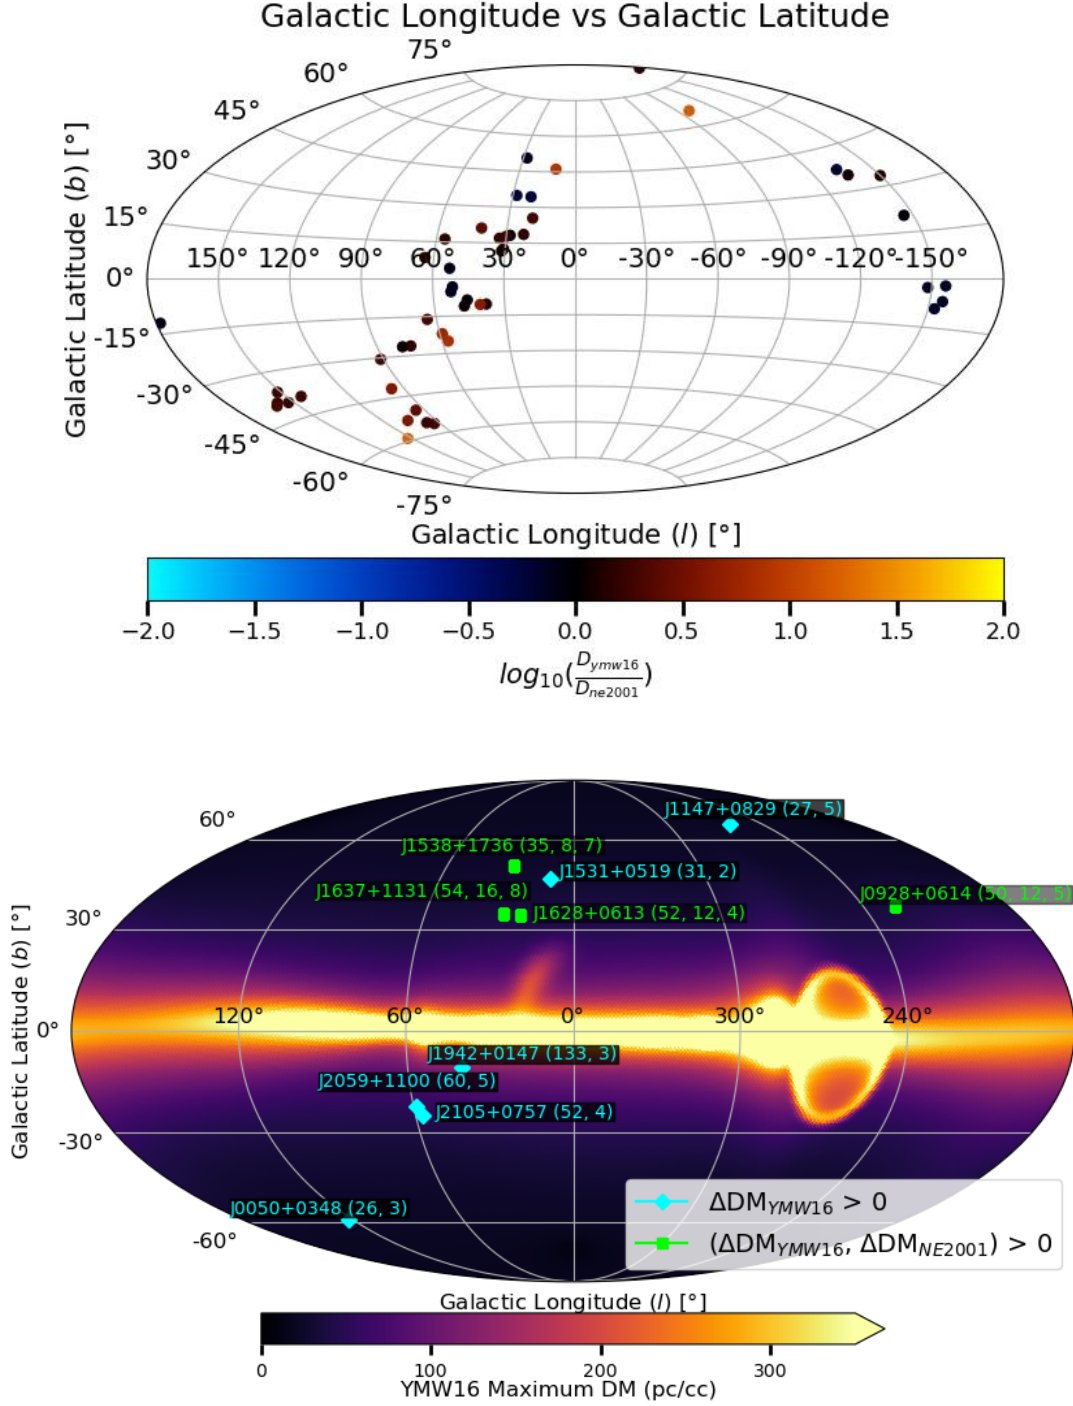 Galactic Longitude vs Galactic Latitude
75°
60°
45°
30°
15°
0°
-15°
-30°
-45°
-60°
-75°
Galactic Latitude (b) [°]
150° 120° 90° 60° 30° 0° -30° -60° -90° -120° -150°
Galactic Longitude (l) [°]
−2.0 −1.5 −1.0 −0.5 0.0 0.5 1.0 1.5 2.0
log10(Dymw16/Dne2001)
60°
30°
0°
-30°
-60°
Galactic Latitude (b) [°]
J1147+0829 (27, 5)
J1538+1736 (35, 8, 7)
J1531+0519 (31, 2)
J1637+1131 (54, 16, 8)
J0928+0614 (50, 12, 5)
J1628+0613 (52, 12, 4)
120° 60° 0° 300° 240°
J1942+0147 (133, 3)
J2059+1100 (60, 5)
J2105+0757 (52, 4)
J0050+0348 (26, 3)
ΔDMYMW16 > 0
(ΔDMYMW16, ΔDMNE2001) > 0
Galactic Longitude (l) [°]
0 100 200 300
YMW16 Maximum DM (pc/cc)